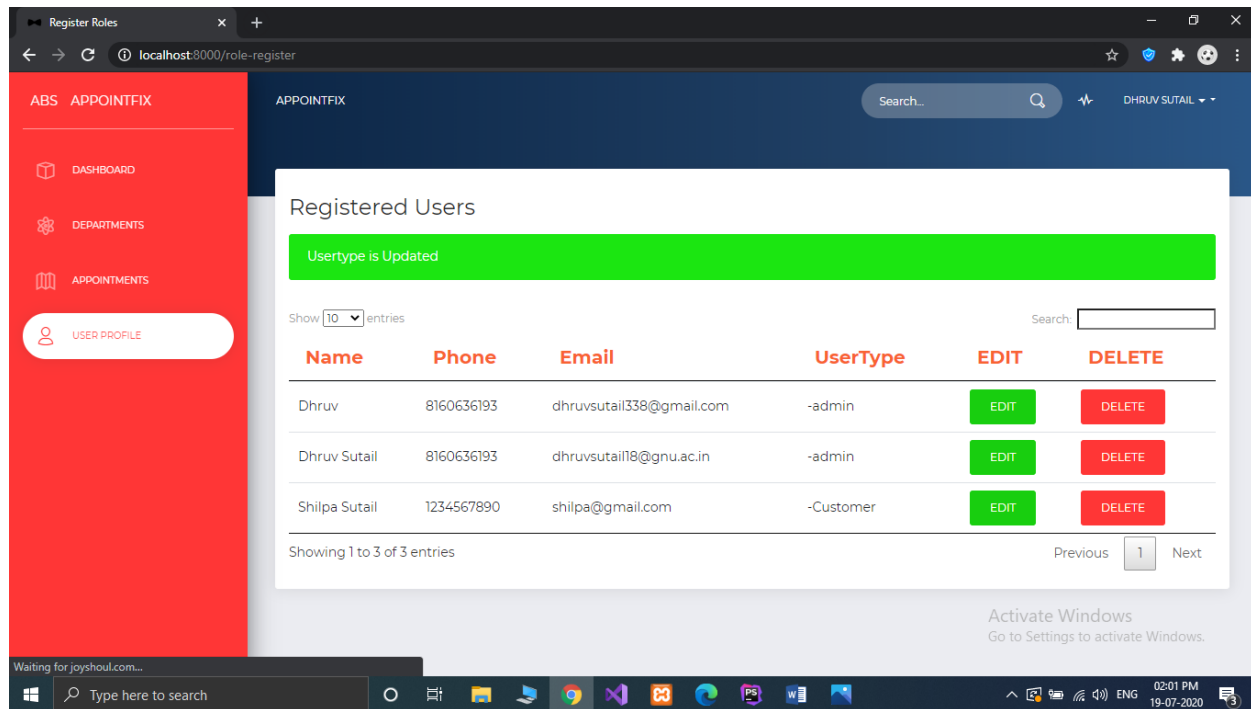 Register Roles
localhost:8000/role-register
ABS APPOINTFIX
APPOINTFIX
Search...
DHRUV SUTAIL
DASHBOARD
DEPARTMENTS
APPOINTMENTS
USER PROFILE
Registered Users
Usertype is Updated
Show 10 entries
Search:
Name Phone Email UserType EDIT DELETE
Dhruv 8160636193 dhruvsutail338@gmail.com -admin EDIT DELETE
Dhruv Sutail 8160636193 dhruvsutail18@gnu.ac.in -admin EDIT DELETE
Shilpa Sutail 1234567890 shilpa@gmail.com -Customer EDIT DELETE
Showing 1 to 3 of 3 entries
Previous 1 Next
Activate Windows
Go to Settings to activate Windows.
Waiting for joyshoul.com...
Type here to search
PS
W
ENG
02:01 PM
19-07-2020
3